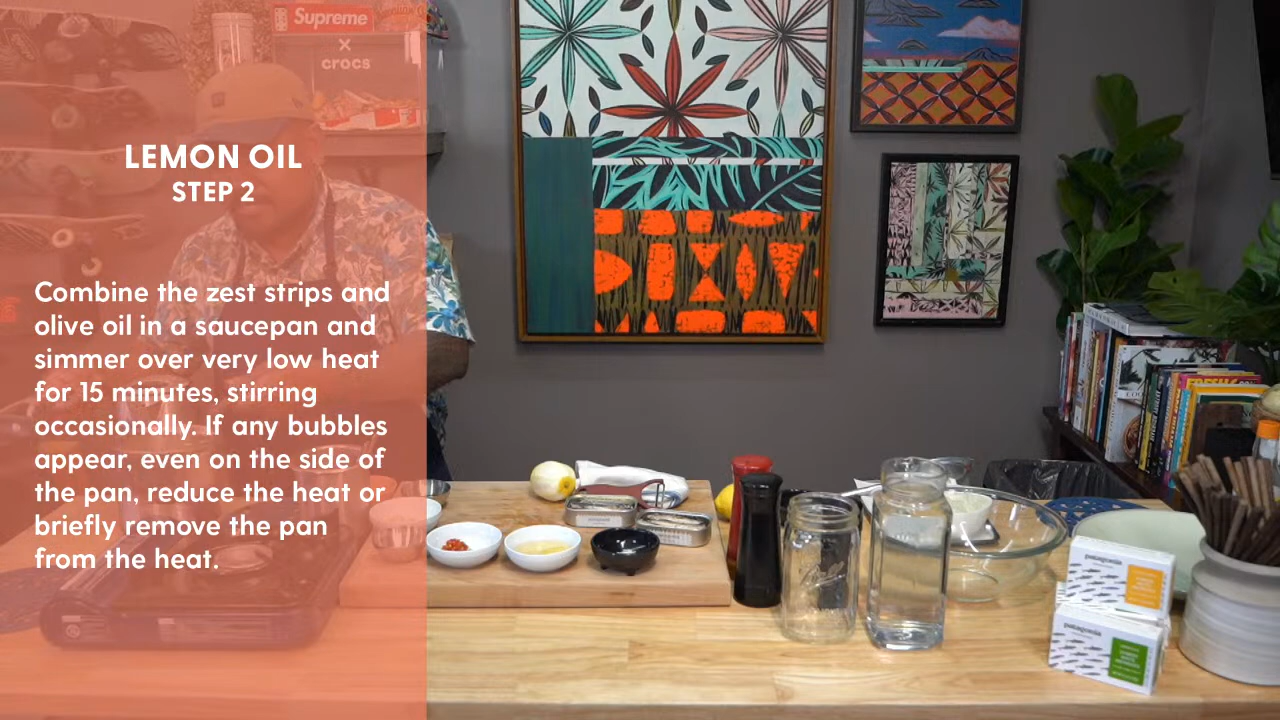 Supreme
×
crocs
LEMON OIL
STEP 2
Combine the zest strips and
olive oil in a saucepan and
simmer over very low heat
for 15 minutes, stirring
occasionally. If any bubbles
appear, even on the side of
the pan, reduce the heat or
briefly remove the pan
from the heat.
patagonia
patagonia